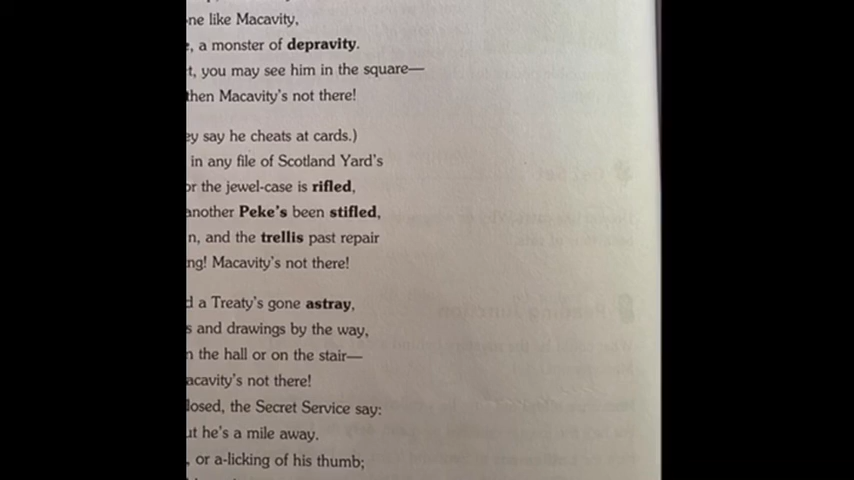 ne like Macavity,
, a monster of depravity.
t, you may see him in the square—
then Macavity's not there!
ey say he cheats at cards.)
in any file of Scotland Yard's
or the jewel-case is rifled,
another Peke's been stifled,
n, and the trellis past repair
ng! Macavity's not there!
d a Treaty's gone astray,
s and drawings by the way,
n the hall or on the stair—
acavity's not there!
losed, the Secret Service say:
ut he's a mile away.
, or a-licking of his thumb;